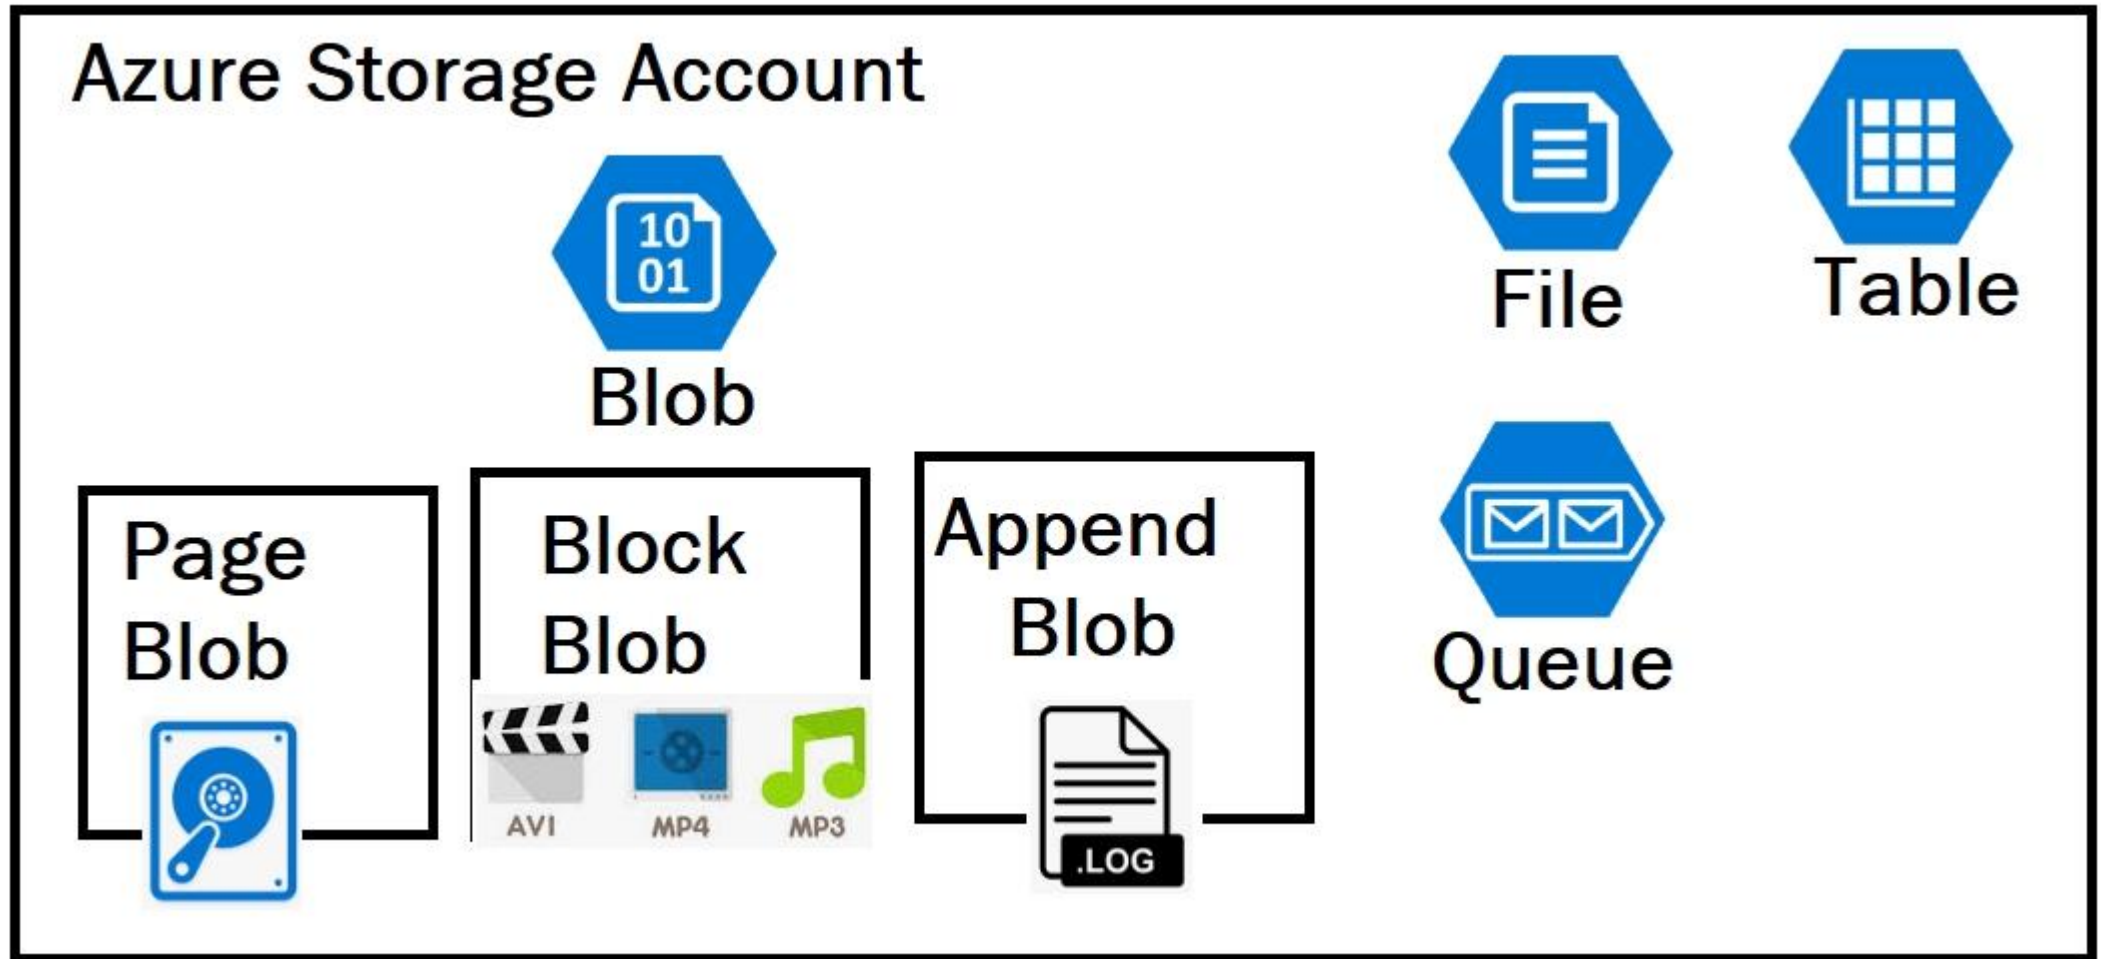 Azure Storage Account
10
01
Blob
File
Table
Page
Blob
Block
Blob
AVI
MP4
MP3
Append
Blob
.LOG
Queue